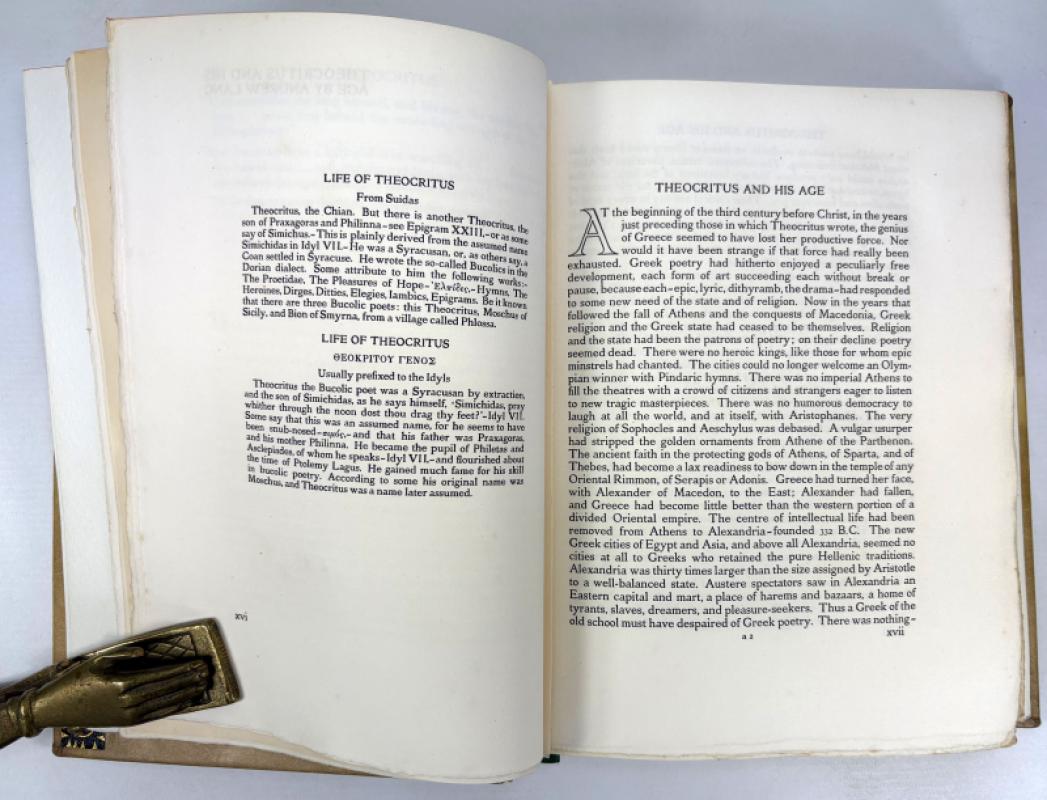 LIFE OF THEOCRITUS
From Suidas
Theocritus, the Chian. But there is another Theocritus, the
son of Praxagoras and Philinna-see Epigram XXIII,-or as some
say of Simichus.-This is plainly derived from the assumed name
Simichidas in Idyl VII.-He was a Syracusan, or, as others say, a
Coan settled in Syracuse. He wrote the so-called Bucolics in the
Dorian dialect. Some attribute to him the following works:-
The Proetidae, The Pleasures of Hope-Ἐλπίδες,-Hymns, The
Heroines, Dirges, Ditties, Elegies, Iambics, Epigrams. Be it known
that there are three Bucolic poets: this Theocritus, Moschus of
Sicily, and Bion of Smyrna, from a village called Phlossa.
LIFE OF THEOCRITUS
ΘΕΟΚΡΙΤΟΥ ΓΕΝΟΣ
Usually prefixed to the Idyls
Theocritus the Bucolic poet was a Syracusan by extraction,
and the son of Simichidas, as he says himself, 'Simichidas, pray
whither through the noon dost thou drag thy feet?'-Idyl VII.
Some say that this was an assumed name, for he seems to have
been snub-nosed-σιμός,-and that his father was Praxagoras,
and his mother Philinna. He became the pupil of Philetas and
Asclepiades, of whom he speaks-Idyl VII,-and flourished about
the time of Ptolemy Lagus. He gained much fame for his skill
in bucolic poetry. According to some his original name was
Moschus, and Theocritus was a name later assumed.
xvi
THEOCRITUS AND HIS AGE
AT the beginning of the third century before Christ, in the years
just preceding those in which Theocritus wrote, the genius
of Greece seemed to have lost her productive force. Nor
would it have been strange if that force had really been
exhausted. Greek poetry had hitherto enjoyed a peculiarly free
development, each form of art succeeding each without break or
pause, because each-epic, lyric, dithyramb, the drama-had responded
to some new need of the state and of religion. Now in the years that
followed the fall of Athens and the conquests of Macedonia, Greek
religion and the Greek state had ceased to be themselves. Religion
and the state had been the patrons of poetry; on their decline poetry
seemed dead. There were no heroic kings, like those for whom epic
minstrels had chanted. The cities could no longer welcome an Olym-
pian winner with Pindaric hymns. There was no imperial Athens to
fill the theatres with a crowd of citizens and strangers eager to listen
to new tragic masterpieces. There was no humorous democracy to
laugh at all the world, and at itself, with Aristophanes. The very
religion of Sophocles and Aeschylus was debased. A vulgar usurper
had stripped the golden ornaments from Athene of the Parthenon.
The ancient faith in the protecting gods of Athens, of Sparta, and of
Thebes, had become a lax readiness to bow down in the temple of any
Oriental Rimmon, of Serapis or Adonis. Greece had turned her face,
with Alexander of Macedon, to the East; Alexander had fallen,
and Greece had become little better than the western portion of a
divided Oriental empire. The centre of intellectual life had been
removed from Athens to Alexandria-founded 332 B.C. The new
Greek cities of Egypt and Asia, and above all Alexandria, seemed no
cities at all to Greeks who retained the pure Hellenic traditions.
Alexandria was thirty times larger than the size assigned by Aristotle
to a well-balanced state. Austere spectators saw in Alexandria an
Eastern capital and mart, a place of harems and bazaars, a home of
tyrants, slaves, dreamers, and pleasure-seekers. Thus a Greek of the
old school must have despaired of Greek poetry. There was nothing-
a 2
xvii